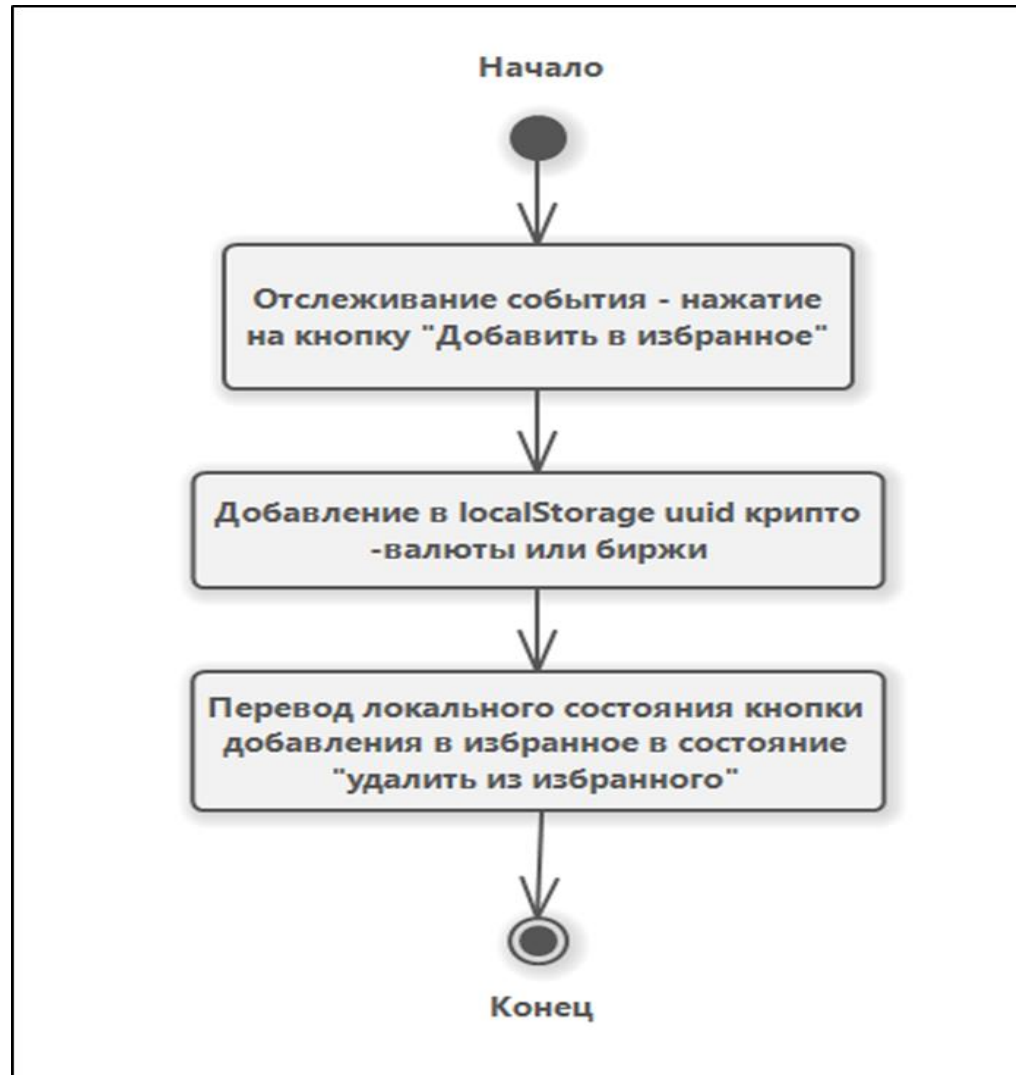 Начало
Отслеживание события - нажатие
на кнопку "Добавить в избранное"
Добавление в localStorage uuid крипто
-валюты или биржи
Перевод локального состояния кнопки
добавления в избранное в состояние
"удалить из избранного"
Конец